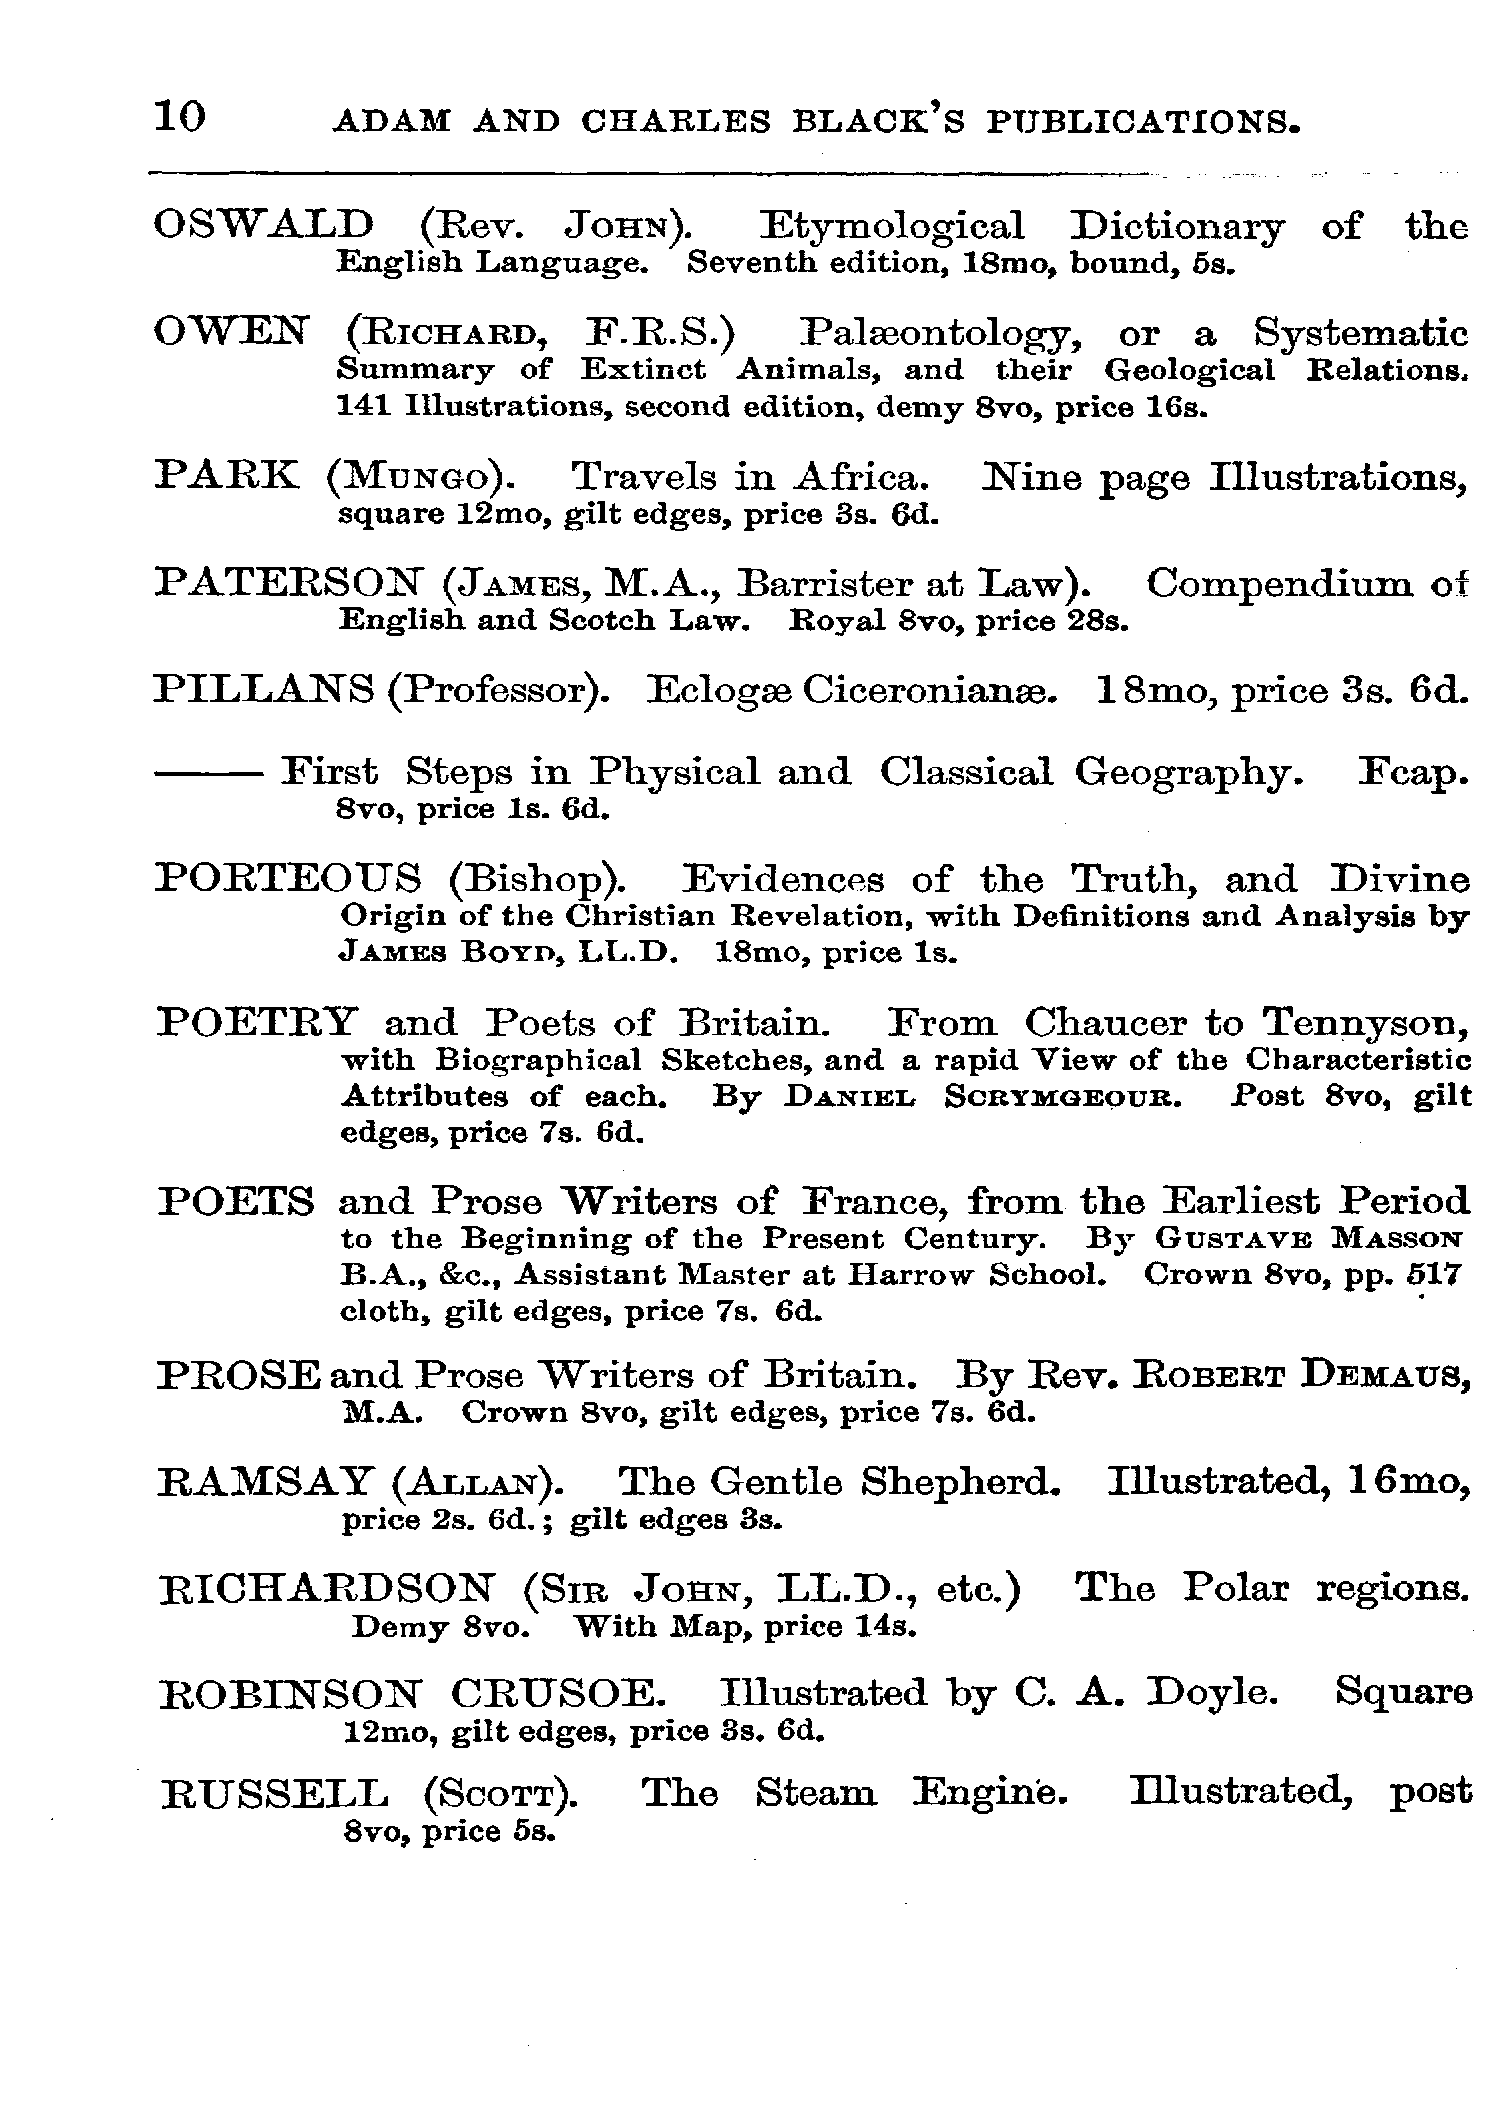 10 ADAM AND CHARLES BLACK'S PUBLICATIONS.
OSWALD (Rev. JOHN). Etymological Dictionary of the
English Language. Seventh edition, 18mo, bound, 5s.
OWEN (RICHARD, F.R.S.) Palæontology, or a Systematic
Summary of Extinct Animals, and their Geological Relations.
141 Illustrations, second edition, demy 8vo, price 16s.
PARK (MUNGO). Travels in Africa. Nine page Illustrations,
square 12mo, gilt edges, price 3s. 6d.
PATERSON (JAMES, M.A., Barrister at Law). Compendium of
English and Scotch Law. Royal 8vo, price 28s.
PILLANS (Professor). Eclogæ Ciceronianæ. 18mo, price 3s. 6d.
—— First Steps in Physical and Classical Geography. Fcap.
8vo, price 1s. 6d.
PORTEOUS (Bishop). Evidences of the Truth, and Divine
Origin of the Christian Revelation, with Definitions and Analysis by
JAMES BOYD, LL.D. 18mo, price 1s.
POETRY and Poets of Britain. From Chaucer to Tennyson,
with Biographical Sketches, and a rapid View of the Characteristic
Attributes of each. By DANIEL SCRYMGEOUR. Post 8vo, gilt
edges, price 7s. 6d.
POETS and Prose Writers of France, from the Earliest Period
to the Beginning of the Present Century. By GUSTAVE MASSON
B.A., &c., Assistant Master at Harrow School. Crown 8vo, pp. 517
cloth, gilt edges, price 7s. 6d.
PROSE and Prose Writers of Britain. By Rev. ROBERT DEMAUS,
M.A. Crown 8vo, gilt edges, price 7s. 6d.
RAMSAY (ALLAN). The Gentle Shepherd. Illustrated, 16mo,
price 2s. 6d.; gilt edges 3s.
RICHARDSON (SIR JOHN, LL.D., etc.) The Polar regions.
Demy 8vo. With Map, price 14s.
ROBINSON CRUSOE. Illustrated by C. A. Doyle. Square
12mo, gilt edges, price 3s. 6d.
RUSSELL (SCOTT). The Steam Engine. Illustrated, post
8vo, price 5s.